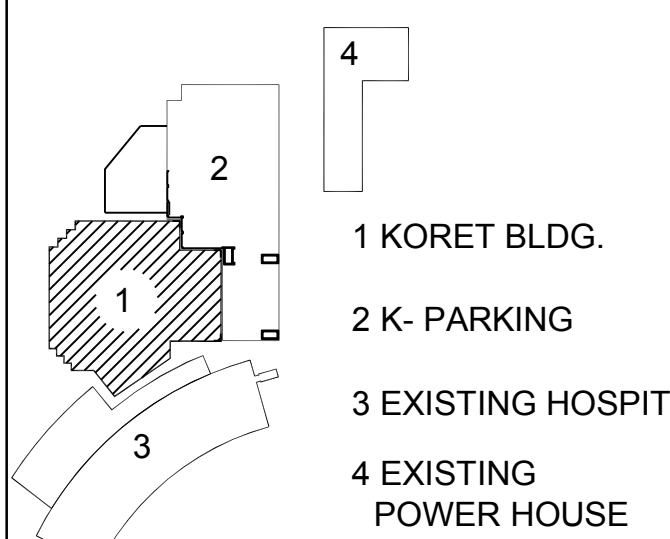 4
2
1
3
1 KORET BLDG.
2 K- PARKING
3 EXISTING HOSPIT
4 EXISTING
POWER HOUSE